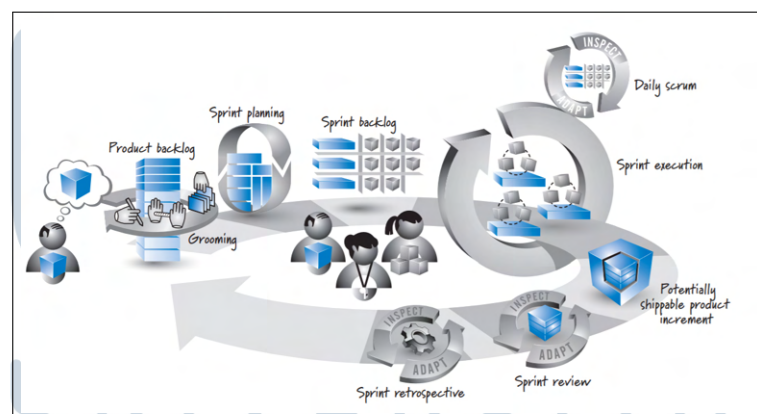 INSPECT
ADAPT
Daily scrum
Sprint planning
Sprint backlog
Product backlog
Sprint execution
Grooming
Potentially
shippable product
increment
INSPECT
ADAPT
Sprint retrospective
INSPECT
ADAPT
Sprint review